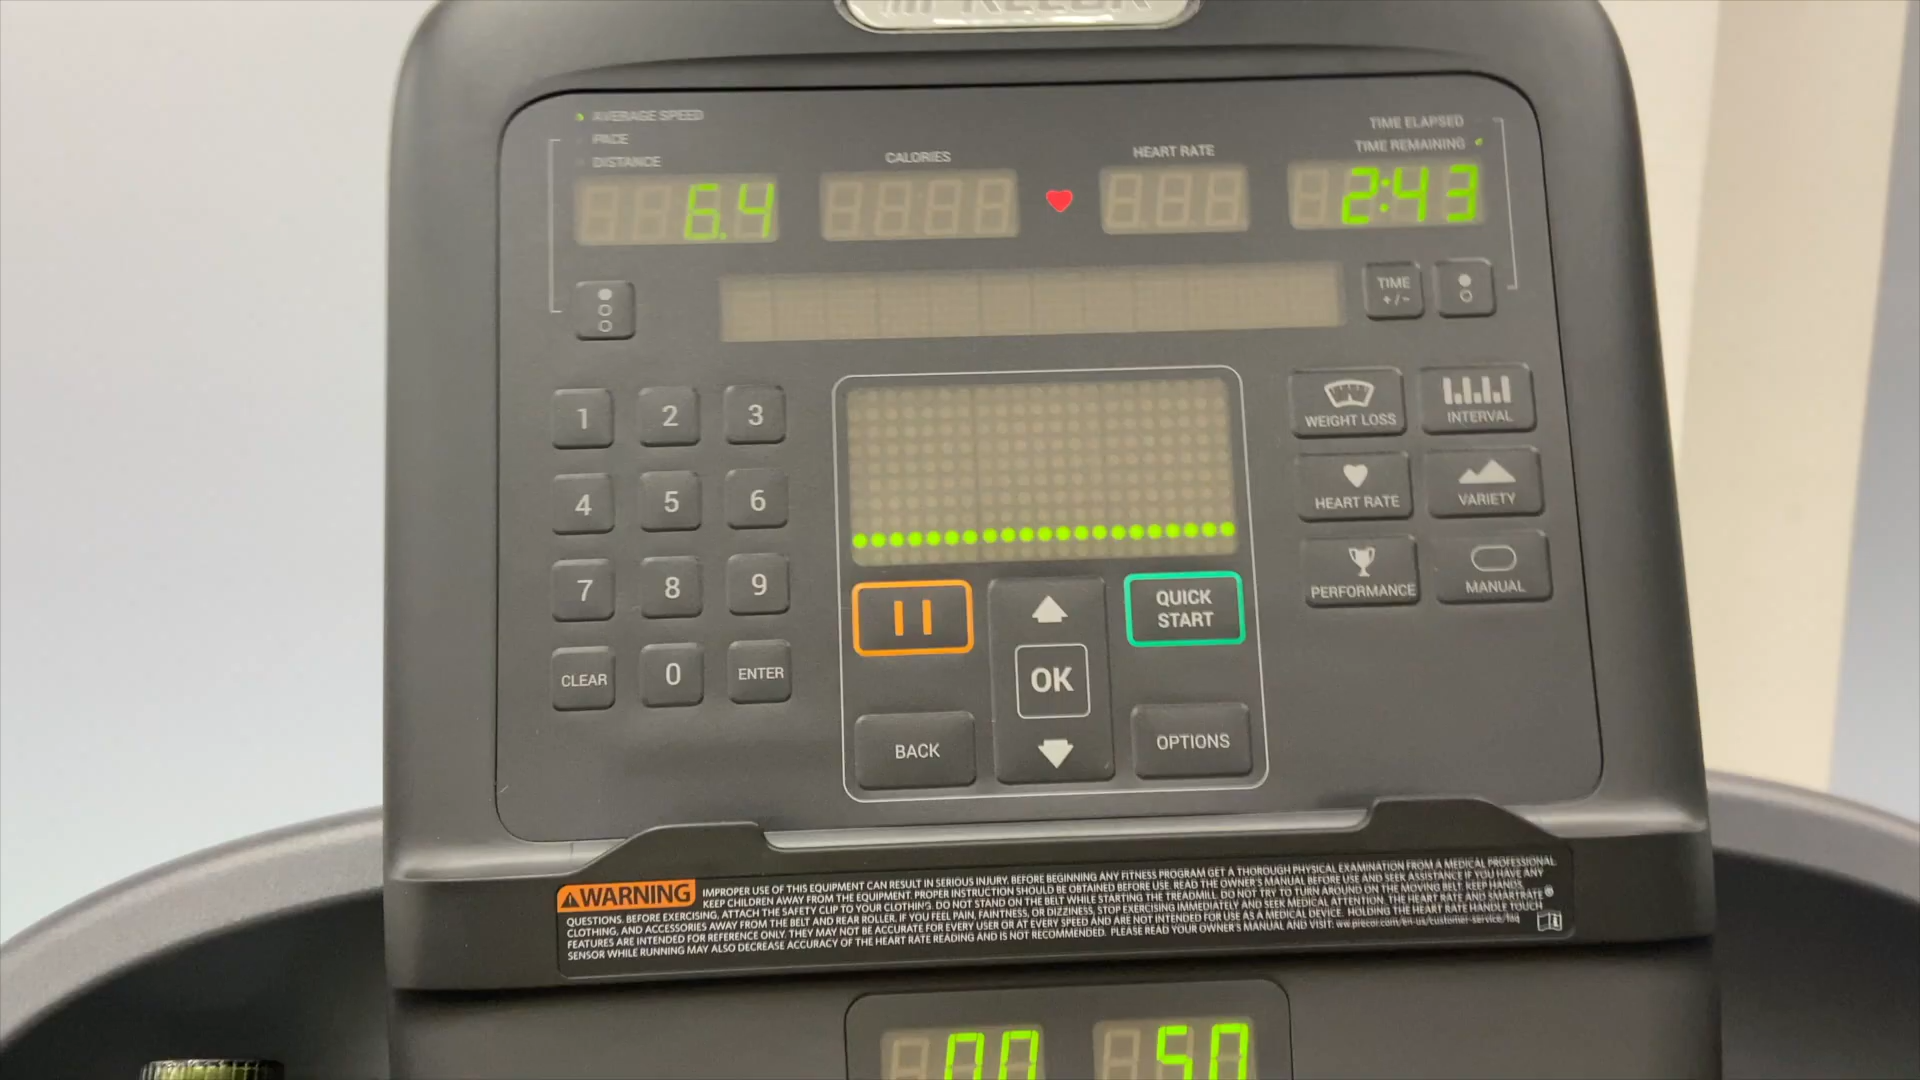 PRECOR
AVERAGE SPEED
PACE
DISTANCE
CALORIES
HEART RATE
TIME ELAPSED
TIME REMAINING
6.4
2:43
TIME
+/-
1
2
3
4
5
6
7
8
9
CLEAR
0
ENTER
QUICK
START
OK
BACK
OPTIONS
WEIGHT LOSS
INTERVAL
HEART RATE
VARIETY
PERFORMANCE
MANUAL
WARNING IMPROPER USE OF THIS EQUIPMENT CAN RESULT IN SERIOUS INJURY. BEFORE BEGINNING ANY FITNESS PROGRAM GET A THOROUGH PHYSICAL EXAMINATION FROM A MEDICAL PROFESSIONAL.
KEEP CHILDREN AWAY FROM THE EQUIPMENT. PROPER INSTRUCTION SHOULD BE OBTAINED BEFORE USE. READ THE OWNER'S MANUAL BEFORE USE AND SEEK ASSISTANCE IF YOU HAVE ANY
QUESTIONS. BEFORE EXERCISING, ATTACH THE SAFETY CLIP TO YOUR CLOTHING. DO NOT STAND ON THE BELT WHILE STARTING THE TREADMILL. DO NOT TRY TO TURN AROUND ON THE MOVING BELT. KEEP HANDS,
CLOTHING, AND ACCESSORIES AWAY FROM THE BELT AND REAR ROLLER. IF YOU FEEL PAIN, FAINTNESS, OR DIZZINESS, STOP EXERCISING IMMEDIATELY AND SEEK MEDICAL ATTENTION. THE HEART RATE AND SMARTRATE®
FEATURES ARE INTENDED FOR REFERENCE ONLY. THEY MAY NOT BE ACCURATE FOR EVERY USER OR AT EVERY SPEED AND ARE NOT INTENDED FOR USE AS A MEDICAL DEVICE. HOLDING THE HEART RATE HANDLE TOUCH
SENSOR WHILE RUNNING MAY ALSO DECREASE ACCURACY OF THE HEART RATE READING AND IS NOT RECOMMENDED. PLEASE READ YOUR OWNER'S MANUAL AND VISIT: